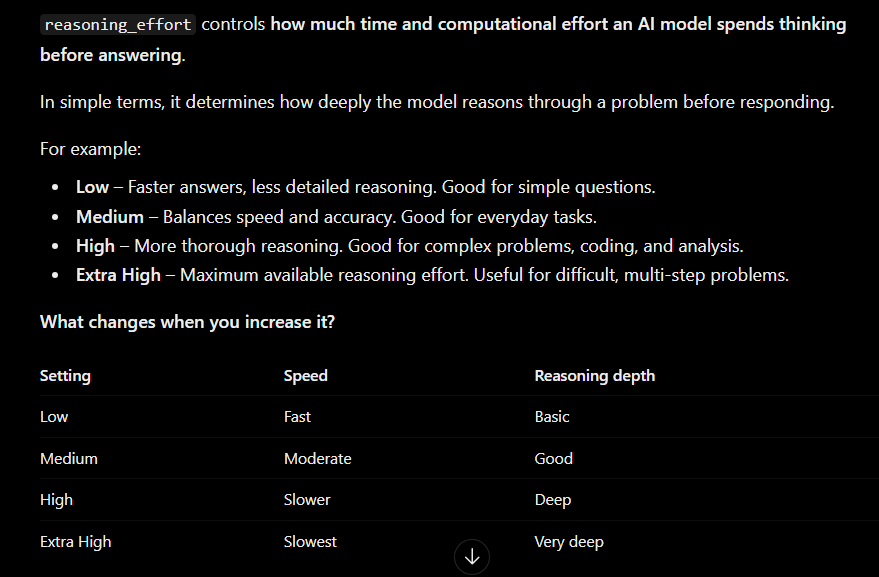 reasoning_effort controls how much time and computational effort an AI model spends thinking
before answering.
In simple terms, it determines how deeply the model reasons through a problem before responding.
For example:
• Low – Faster answers, less detailed reasoning. Good for simple questions.
• Medium – Balances speed and accuracy. Good for everyday tasks.
• High – More thorough reasoning. Good for complex problems, coding, and analysis.
• Extra High – Maximum available reasoning effort. Useful for difficult, multi-step problems.
What changes when you increase it?
Setting Speed Reasoning depth
Low Fast Basic
Medium Moderate Good
High Slower Deep
Extra High Slowest Very deep